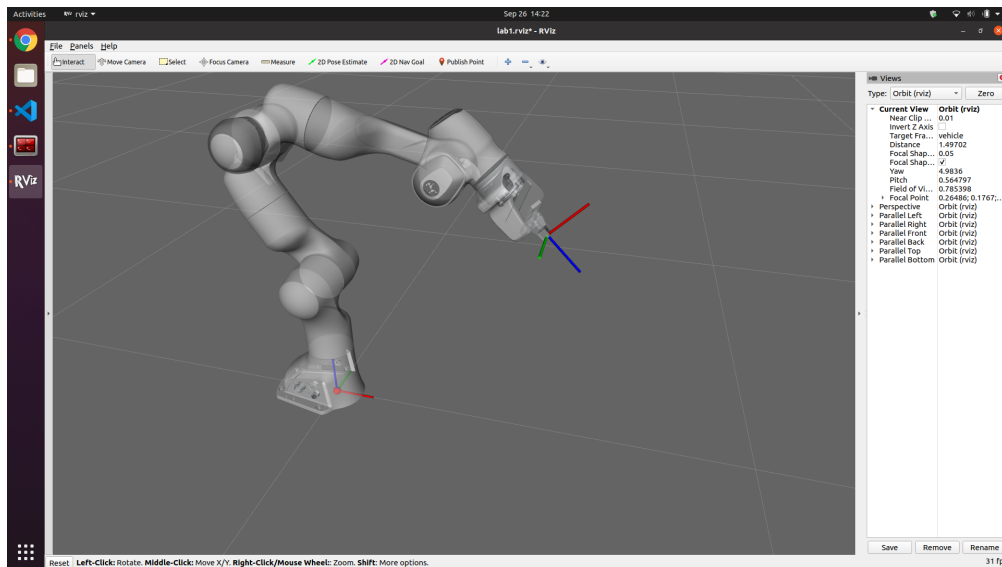 Activities RViz rviz Sep 26 14:22
lab1.rviz* - RViz
File Panels Help
Interact Move Camera Select Focus Camera Measure 2D Pose Estimate 2D Nav Goal Publish Point
Views
Type: Orbit (rviz) Zero
Current View Orbit (rviz)
Near Clip ... 0.01
Invert Z Axis
Target Fra... vehicle
Distance 1.49702
Focal Shap... 0.05
Focal Shap... ✓
Yaw 4.9836
Pitch 0.564797
Field of Vi... 0.785398
Focal Point 0.26486; 0.1767;...
Perspective Orbit (rviz)
Parallel Left Orbit (rviz)
Parallel Right Orbit (rviz)
Parallel Front Orbit (rviz)
Parallel Back Orbit (rviz)
Parallel Top Orbit (rviz)
Parallel Bottom Orbit (rviz)
RViz
Save Remove Rename
Reset Left-Click: Rotate. Middle-Click: Move X/Y. Right-Click/Mouse Wheel:: Zoom. Shift: More options. 31 fp